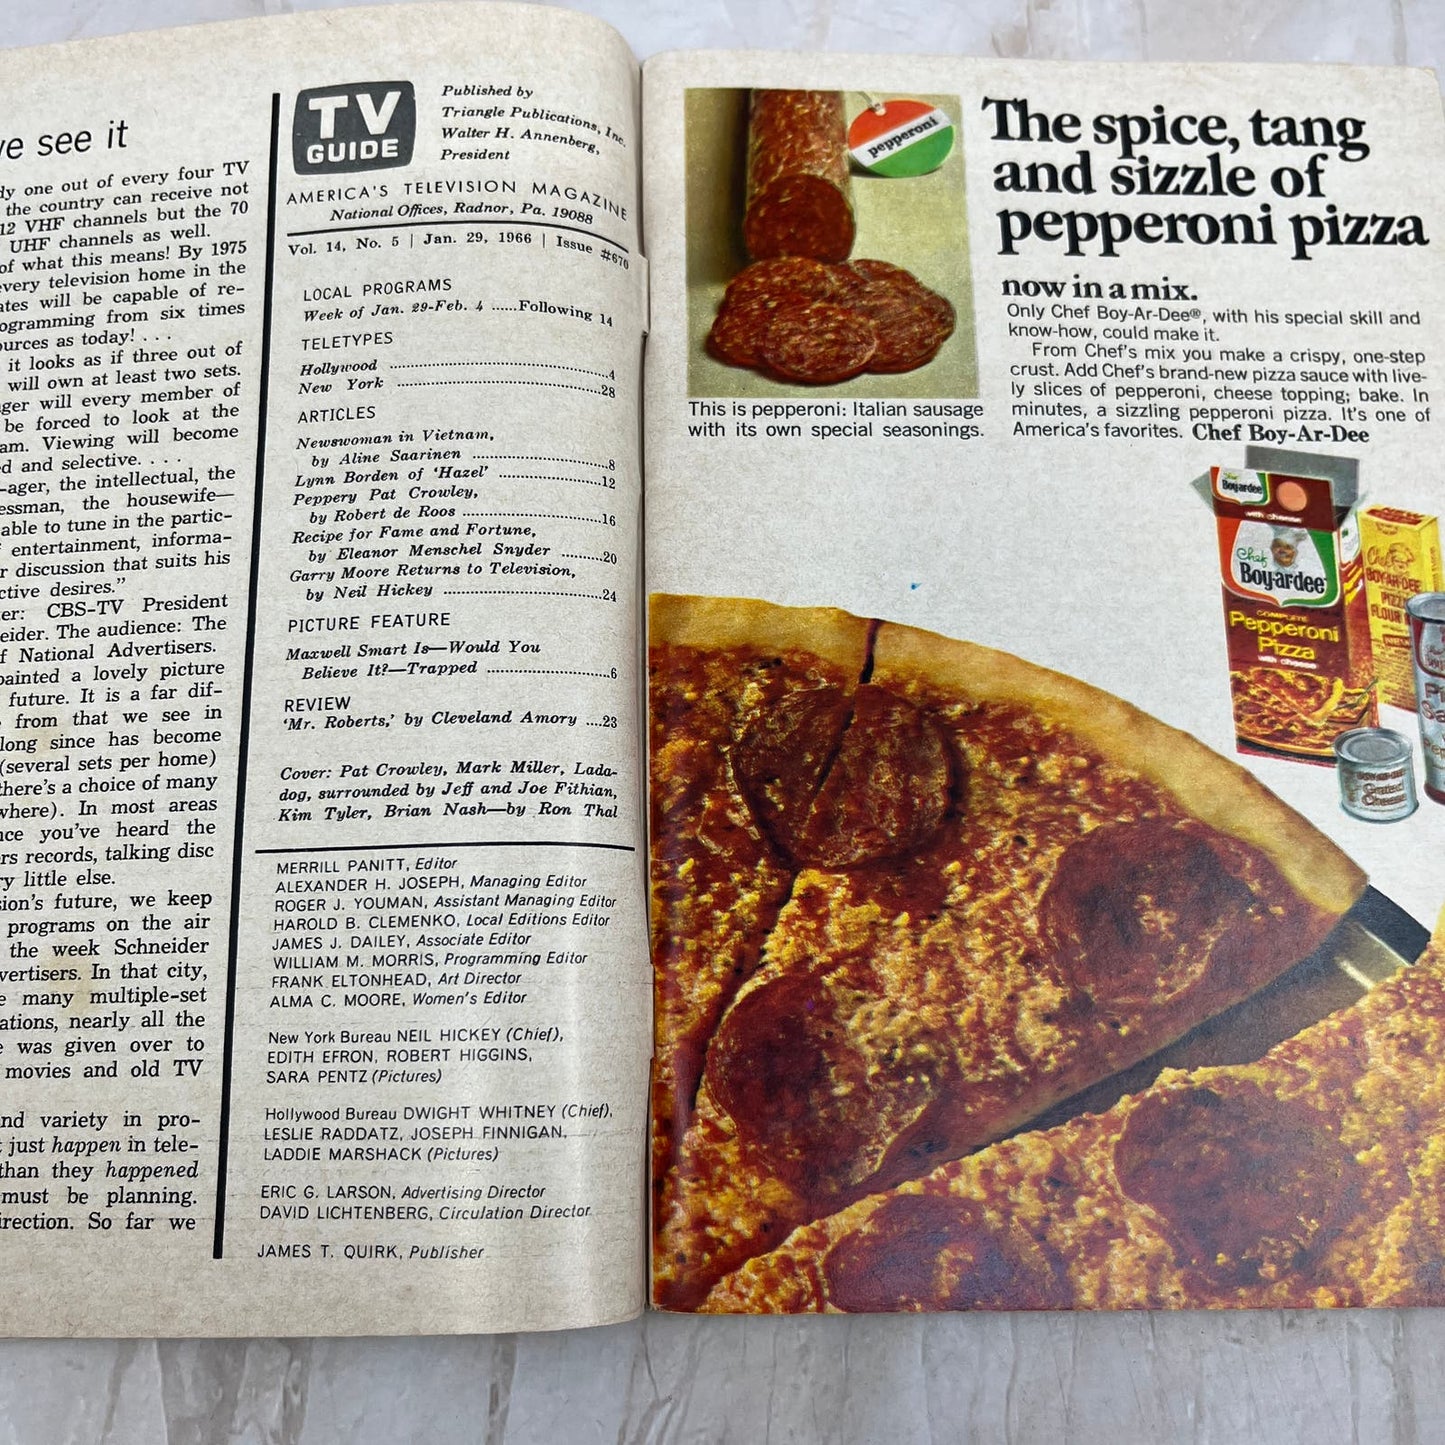 we see it
one out of every four TV
the country can receive not
12 VHF channels but the 70
UHF channels as well.
of what this means! By 1975
every television home in the
will be capable of re-
programming from six times
as today! . . .
it looks as if three out of
will own at least two sets.
will every member of
be forced to look at the
Viewing will become
and selective. . . .
-ager, the intellectual, the
the housewife—
able to tune in the partic-
entertainment, informa-
discussion that suits his
desires.”
CBS-TV President
The audience: The
National Advertisers.
painted a lovely picture
future. It is a far dif-
from that we see in
long since has become
(several sets per home)
there's a choice of many
where). In most areas
you've heard the
records, talking disc
little else.
future, we keep
programs on the air
the week Schneider
In that city,
many multiple-set
nearly all the
was given over to
movies and old TV
and variety in pro-
just happen in tele-
than they happened
must be planning.
So far we
TV
GUIDE
Published by
Triangle Publications, Inc.
Walter H. Annenberg,
President
AMERICA'S TELEVISION MAGAZINE
National Offices, Radnor, Pa. 19088
Vol. 14, No. 5 | Jan. 29, 1966 | Issue #670
LOCAL PROGRAMS
Week of Jan. 29-Feb. 4 ......Following 14
TELETYPES
Hollywood ..............................4
New York ..............................28
ARTICLES
Newswoman in Vietnam,
by Aline Saarinen ....................8
Lynn Borden of 'Hazel' .................12
Peppery Pat Crowley,
by Robert de Roos ....................16
Recipe for Fame and Fortune,
by Eleanor Menschel Snyder .........20
Garry Moore Returns to Television,
by Neil Hickey .......................24
PICTURE FEATURE
Maxwell Smart Is—Would You
Believe It?—Trapped ..................6
REVIEW
'Mr. Roberts,' by Cleveland Amory ....23
Cover: Pat Crowley, Mark Miller, Lada-
dog, surrounded by Jeff and Joe Fithian,
Kim Tyler, Brian Nash—by Ron Thal
MERRILL PANITT, Editor
ALEXANDER H. JOSEPH, Managing Editor
ROGER J. YOUMAN, Assistant Managing Editor
HAROLD B. CLEMENKO, Local Editions Editor
JAMES J. DAILEY, Associate Editor
WILLIAM M. MORRIS, Programming Editor
FRANK ELTONHEAD, Art Director
ALMA C. MOORE, Women's Editor
New York Bureau NEIL HICKEY (Chief),
EDITH EFRON, ROBERT HIGGINS,
SARA PENTZ (Pictures)
Hollywood Bureau DWIGHT WHITNEY (Chief),
LESLIE RADDATZ, JOSEPH FINNIGAN,
LADDIE MARSHACK (Pictures)
ERIC G. LARSON, Advertising Director
DAVID LICHTENBERG, Circulation Director
JAMES T. QUIRK, Publisher
pepperoni
This is pepperoni: Italian sausage
with its own special seasonings.
The spice, tang
and sizzle of
pepperoni pizza
now in a mix.
Only Chef Boy-Ar-Dee®, with his special skill and
know-how, could make it.
From Chef's mix you make a crispy, one-step
crust. Add Chef's brand-new pizza sauce with live-
ly slices of pepperoni, cheese topping; bake. In
minutes, a sizzling pepperoni pizza. It's one of
America's favorites. Chef Boy-Ar-Dee
Boyardee
with cheese
Chef
Boy-ar-dee
COMPLETE
Pepperoni
Pizza
with cheese
Chef
BOY-AR-DEE
PIZZA
FLOUR
Grated
Cheese